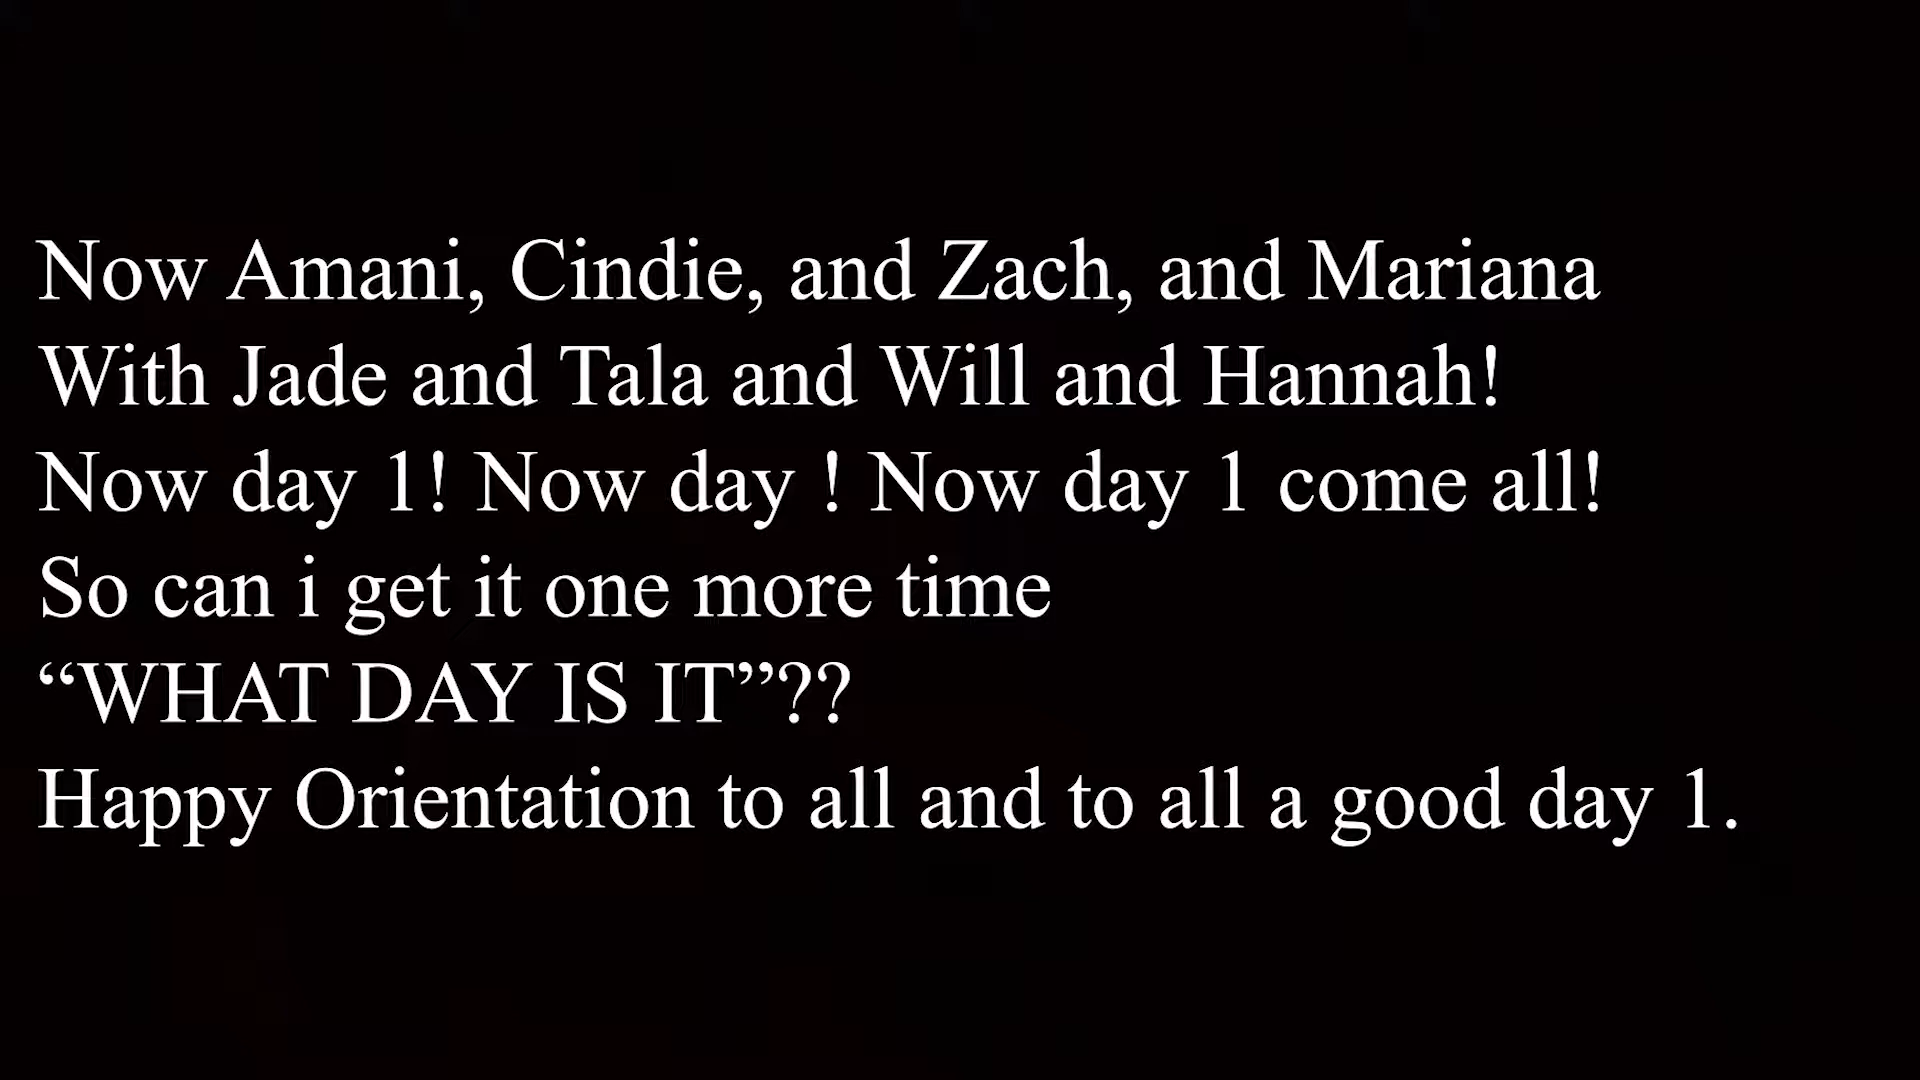 Now Amani, Cindie, and Zach, and Mariana
With Jade and Tala and Will and Hannah!
Now day 1! Now day ! Now day 1 come all!
So can i get it one more time
“WHAT DAY IS IT”??
Happy Orientation to all and to all a good day 1.